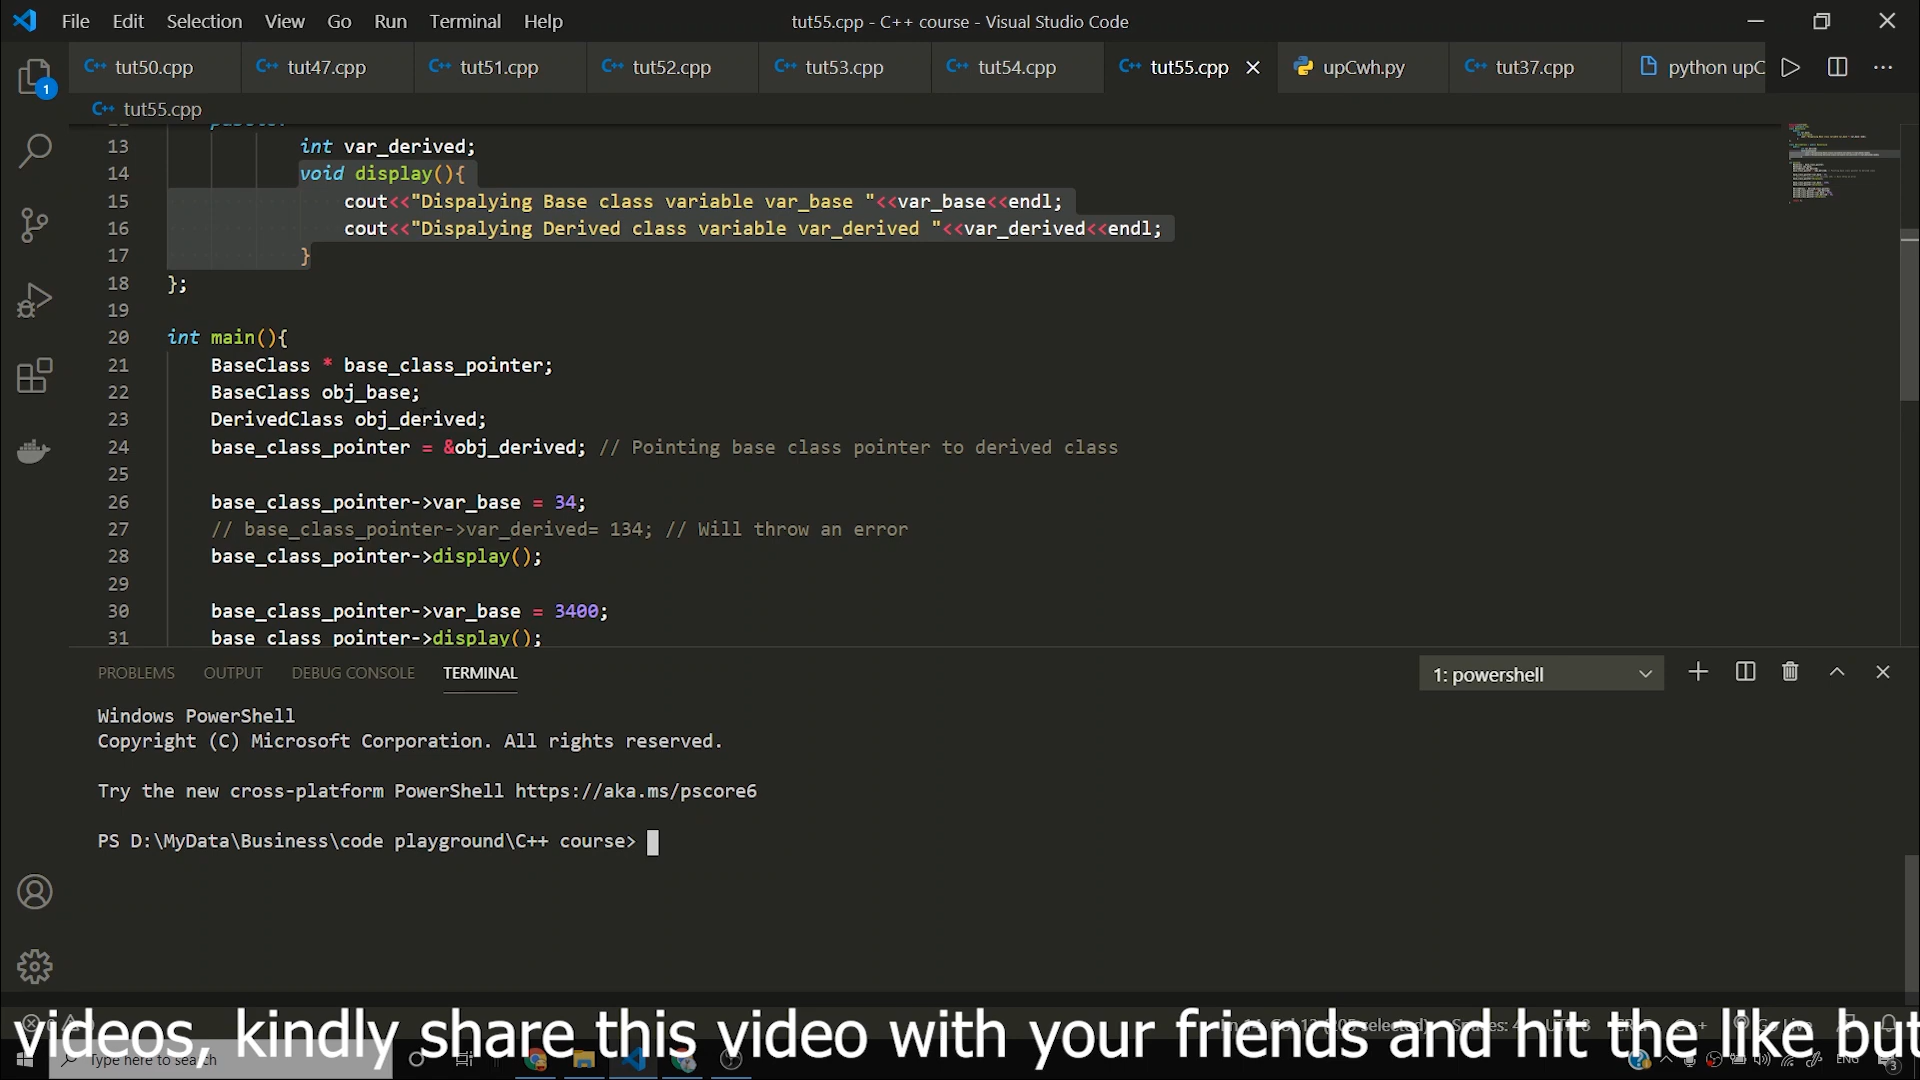 File Edit Selection View Go Run Terminal Help
tut55.cpp - C++ course - Visual Studio Code
tut50.cpp tut47.cpp tut51.cpp tut52.cpp tut53.cpp tut54.cpp tut55.cpp upCwh.py tut37.cpp python upC
tut55.cpp
13 int var_derived;
14 void display(){
15 cout<<"Dispalying Base class variable var_base "<<var_base<<endl;
16 cout<<"Dispalying Derived class variable var_derived "<<var_derived<<endl;
17 }
18 };
19
20 int main(){
21 BaseClass * base_class_pointer;
22 BaseClass obj_base;
23 DerivedClass obj_derived;
24 base_class_pointer = &obj_derived; // Pointing base class pointer to derived class
25
26 base_class_pointer->var_base = 34;
27 // base_class_pointer->var_derived= 134; // Will throw an error
28 base_class_pointer->display();
29
30 base_class_pointer->var_base = 3400;
31 base_class_pointer->display();
PROBLEMS OUTPUT DEBUG CONSOLE TERMINAL 1: powershell
Windows PowerShell
Copyright (C) Microsoft Corporation. All rights reserved.
Try the new cross-platform PowerShell https://aka.ms/pscore6
PS D:\MyData\Business\code playground\C++ course>
videos, kindly share this video with your friends and hit the like but
Type here to search
ENG